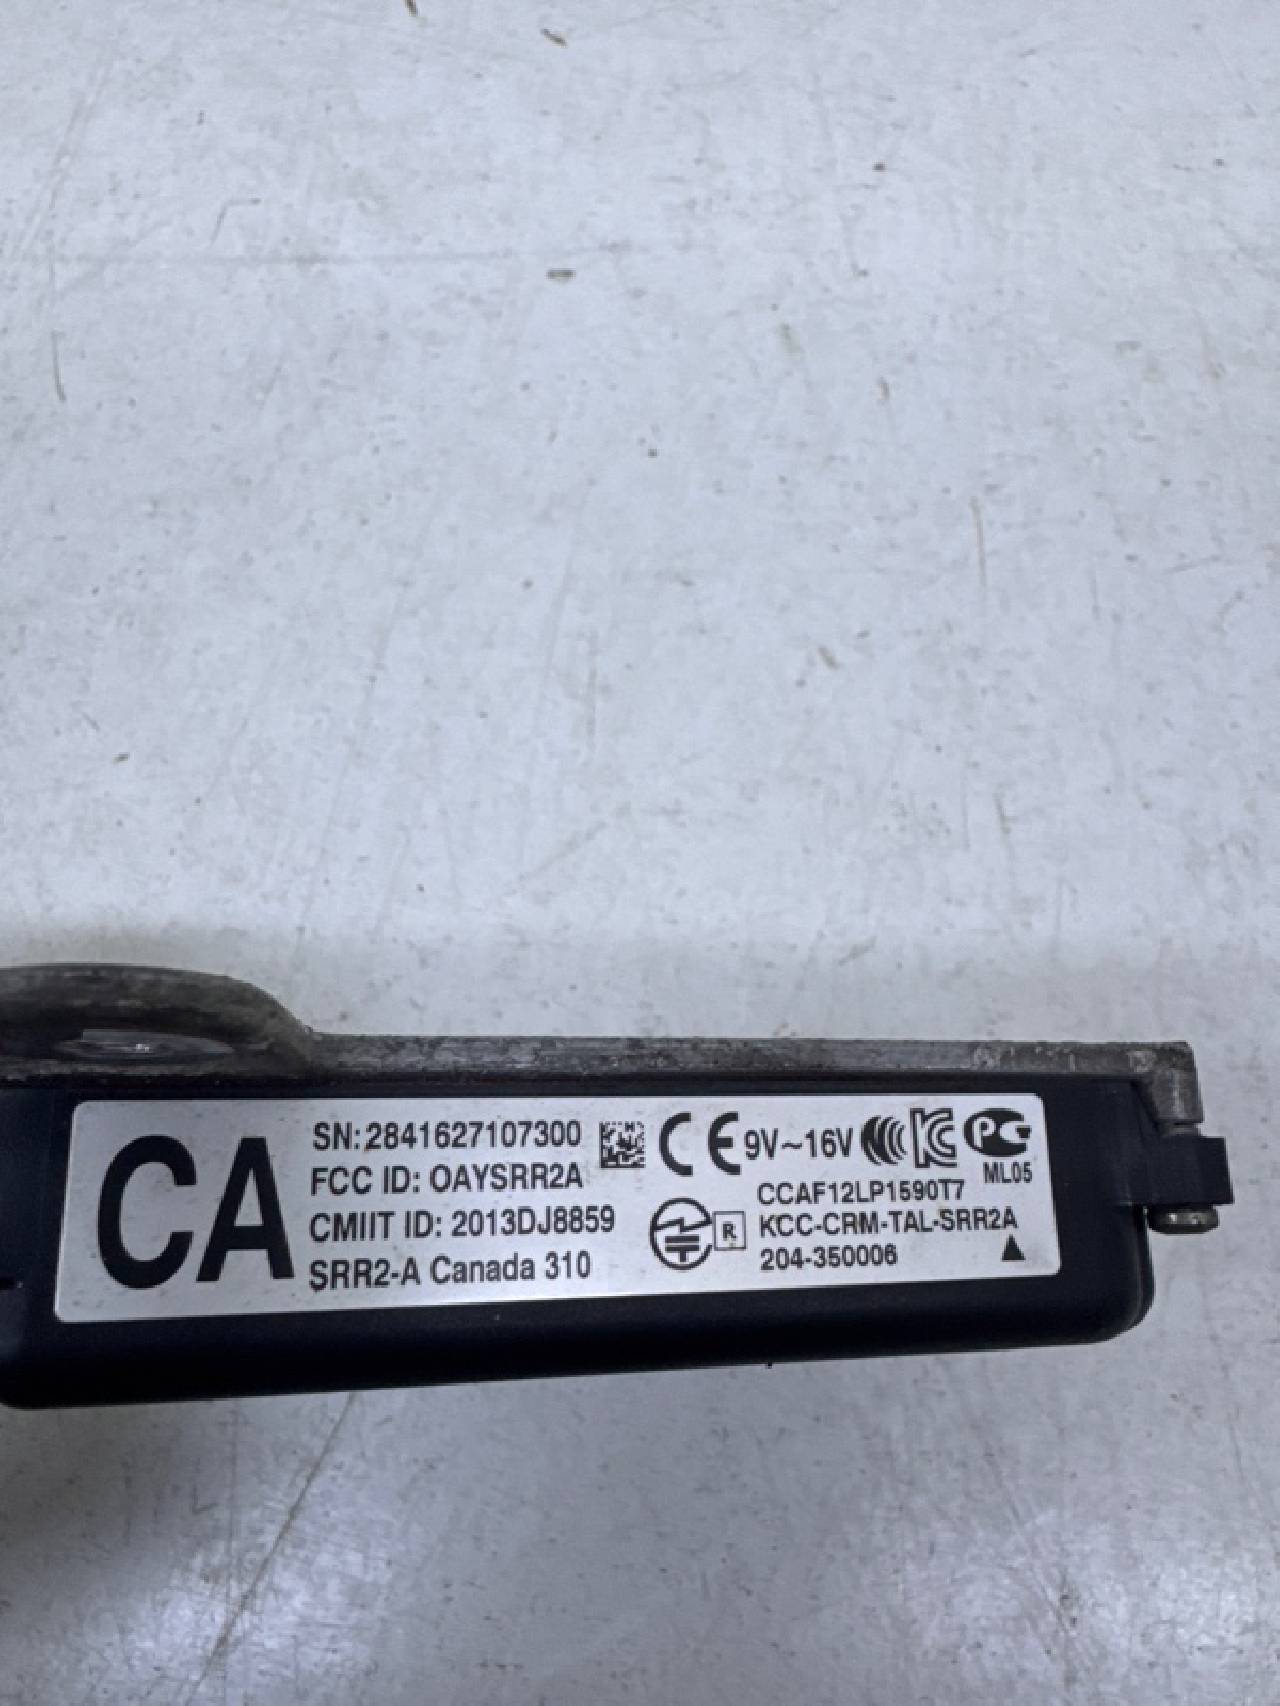 CA
SN:2841627107300
FCC ID: OAYSRR2A
CMIIT ID: 2013DJ8859
SRR2-A Canada 310
CE 9V~16V
ML05
CCAF12LP1590T7
R KCC-CRM-TAL-SRR2A
204-350006